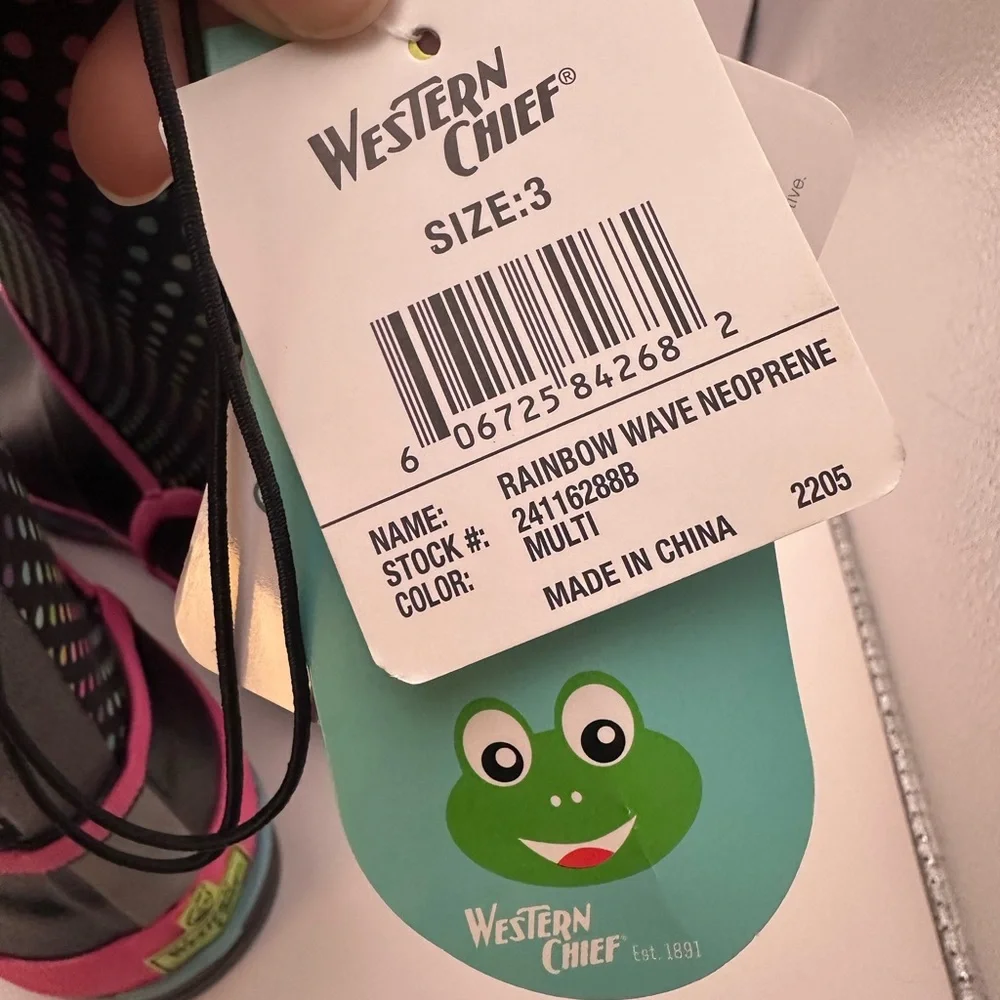 WESTERN
CHIEF®
SIZE:3
6 06725 84268 2
NAME: RAINBOW WAVE NEOPRENE
STOCK #: 24116288B
COLOR: MULTI
MADE IN CHINA 2205
WESTERN
CHIEF® Est. 1891